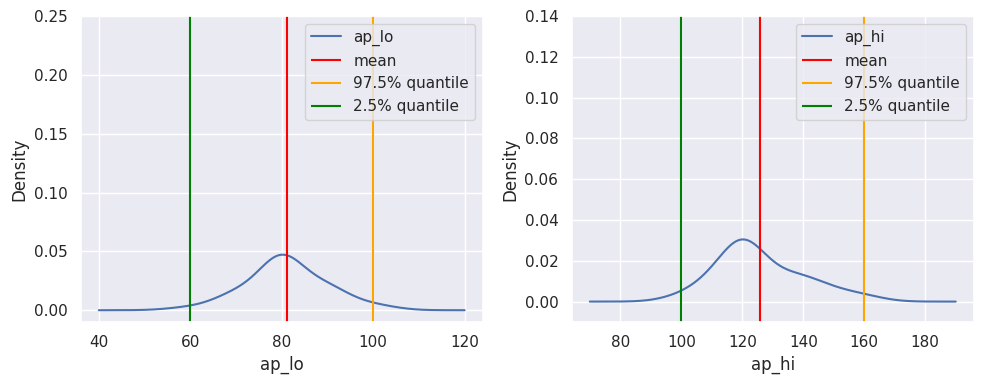 0.25
0.20
0.15
0.10
0.05
0.00
Density
40 60 80 100 120
ap_lo
ap_lo
mean
97.5% quantile
2.5% quantile
0.14
0.12
0.10
0.08
0.06
0.04
0.02
0.00
Density
80 100 120 140 160 180
ap_hi
ap_hi
mean
97.5% quantile
2.5% quantile